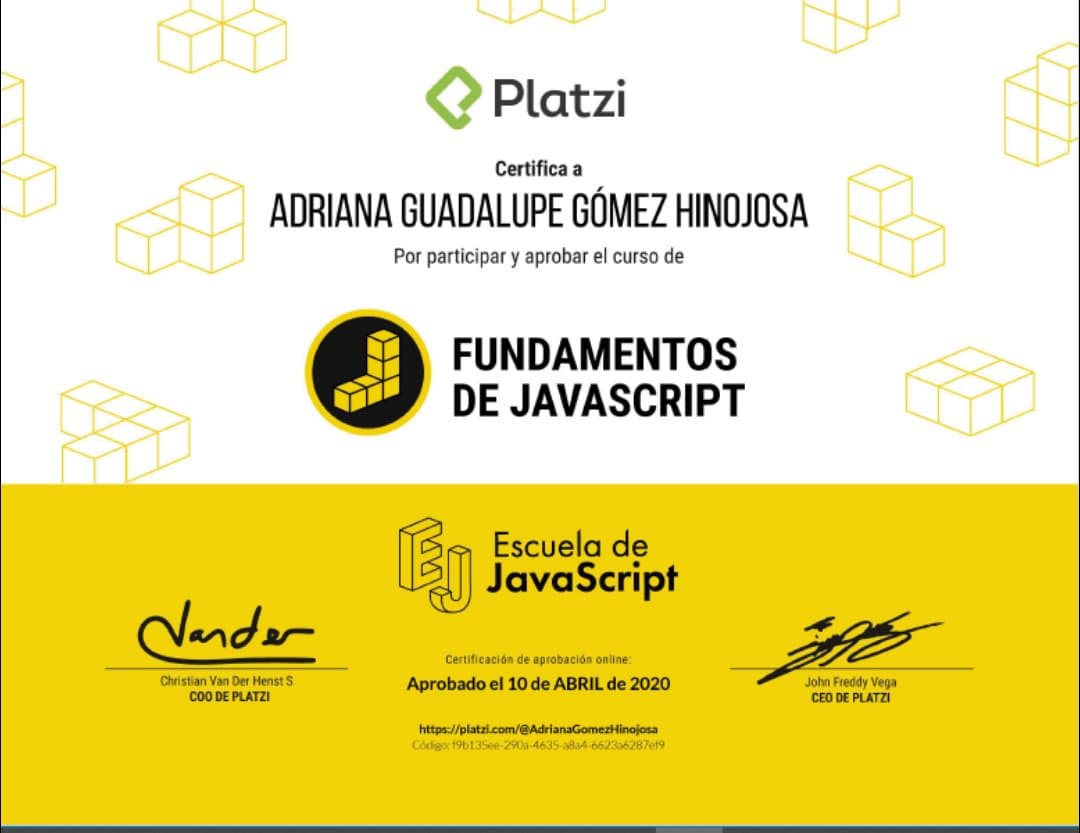 Platzi
Certifica a
ADRIANA GUADALUPE GÓMEZ HINOJOSA
Por participar y aprobar el curso de
FUNDAMENTOS
DE JAVASCRIPT
EJ
Escuela de
JavaScript
Vander
Christian Van Der Henst S
COO DE PLATZI
Certificación de aprobación online:
Aprobado el 10 de ABRIL de 2020
John Freddy Vega
CEO DE PLATZI
https://platzi.com/@AdrianaGomezHinojosa
Código: f9b135ee-290a-4635-a8a4-6623a6287ef9